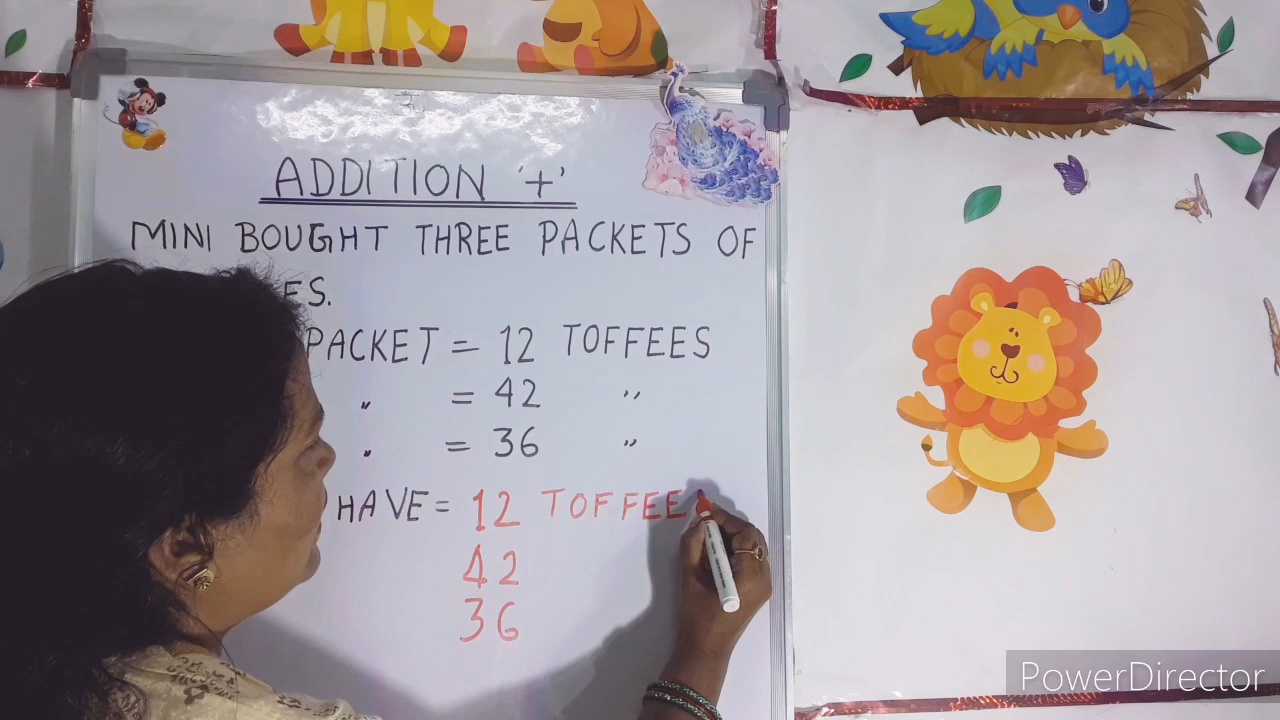 ADDITION '+'
MINI BOUGHT THREE PACKETS OF
ES.
PACKET = 12 TOFFEES
" = 42 "
" = 36 "
HAVE = 12 TOFFEE
42
36
PowerDirector